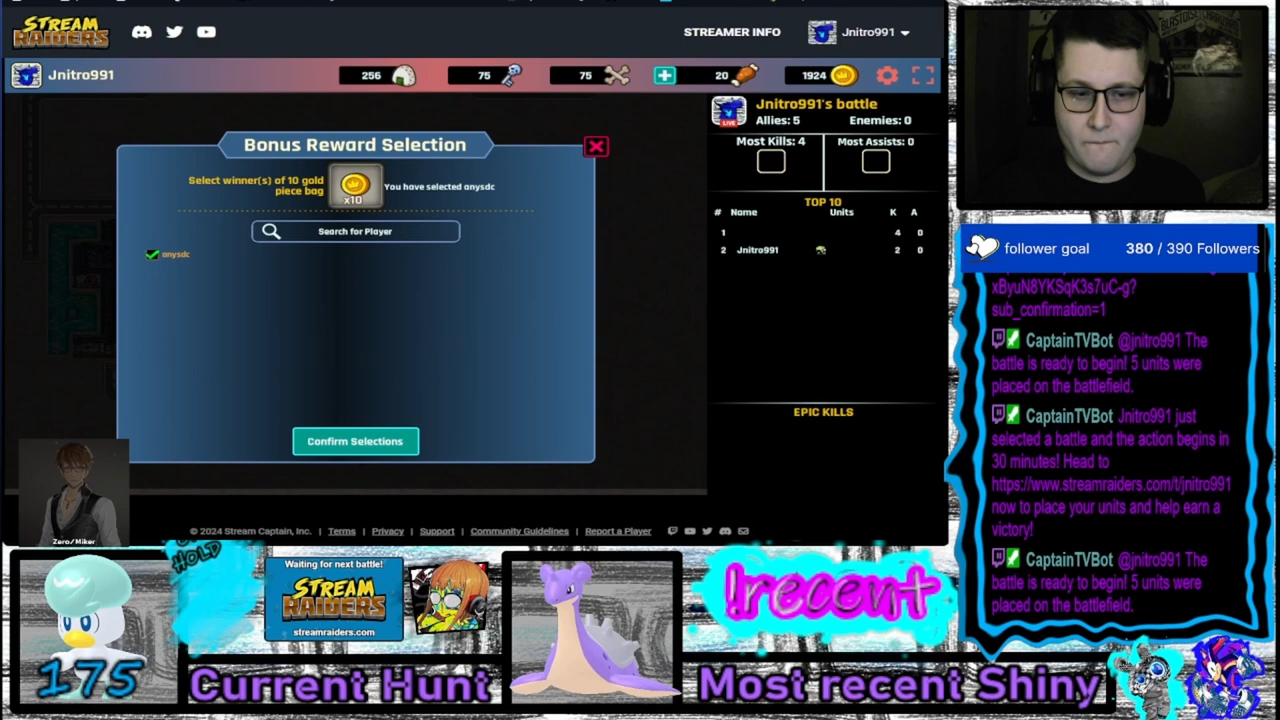 STREAM
RAIDERS
STREAMER INFO
Jnitro991
Jnitro991
256
75
75
20
1924
Jnitro991's battle
LIVE
Allies: 5
Enemies: 0
Most Kills: 4
Most Assists: 0
TOP 10
# Name Units K A
1 4 0
2 Jnitro991 2 0
EPIC KILLS
Bonus Reward Selection
Select winner(s) of 10 gold
piece bag
x10
You have selected anysdc
Search for Player
anysdc
Confirm Selections
Zero/Miker
© 2024 Stream Captain, Inc. | Terms | Privacy | Support | Community Guidelines | Report a Player
follower goal 380 / 390 Followers
xByuN8YKSqK3s7uC-g?
sub_confirmation=1
CaptainTVBot @jnitro991 The
battle is ready to begin! 5 units were
placed on the battlefield.
CaptainTVBot Jnitro991 just
selected a battle and the action begins in
30 minutes! Head to
https://www.streamraiders.com/t/jnitro991
now to place your units and help earn a
victory!
CaptainTVBot @jnitro991 The
battle is ready to begin! 5 units were
placed on the battlefield.
HOLD
Waiting for next battle!
STREAM
RAIDERS
streamraiders.com
!recent
175
Current Hunt
Most recent Shiny